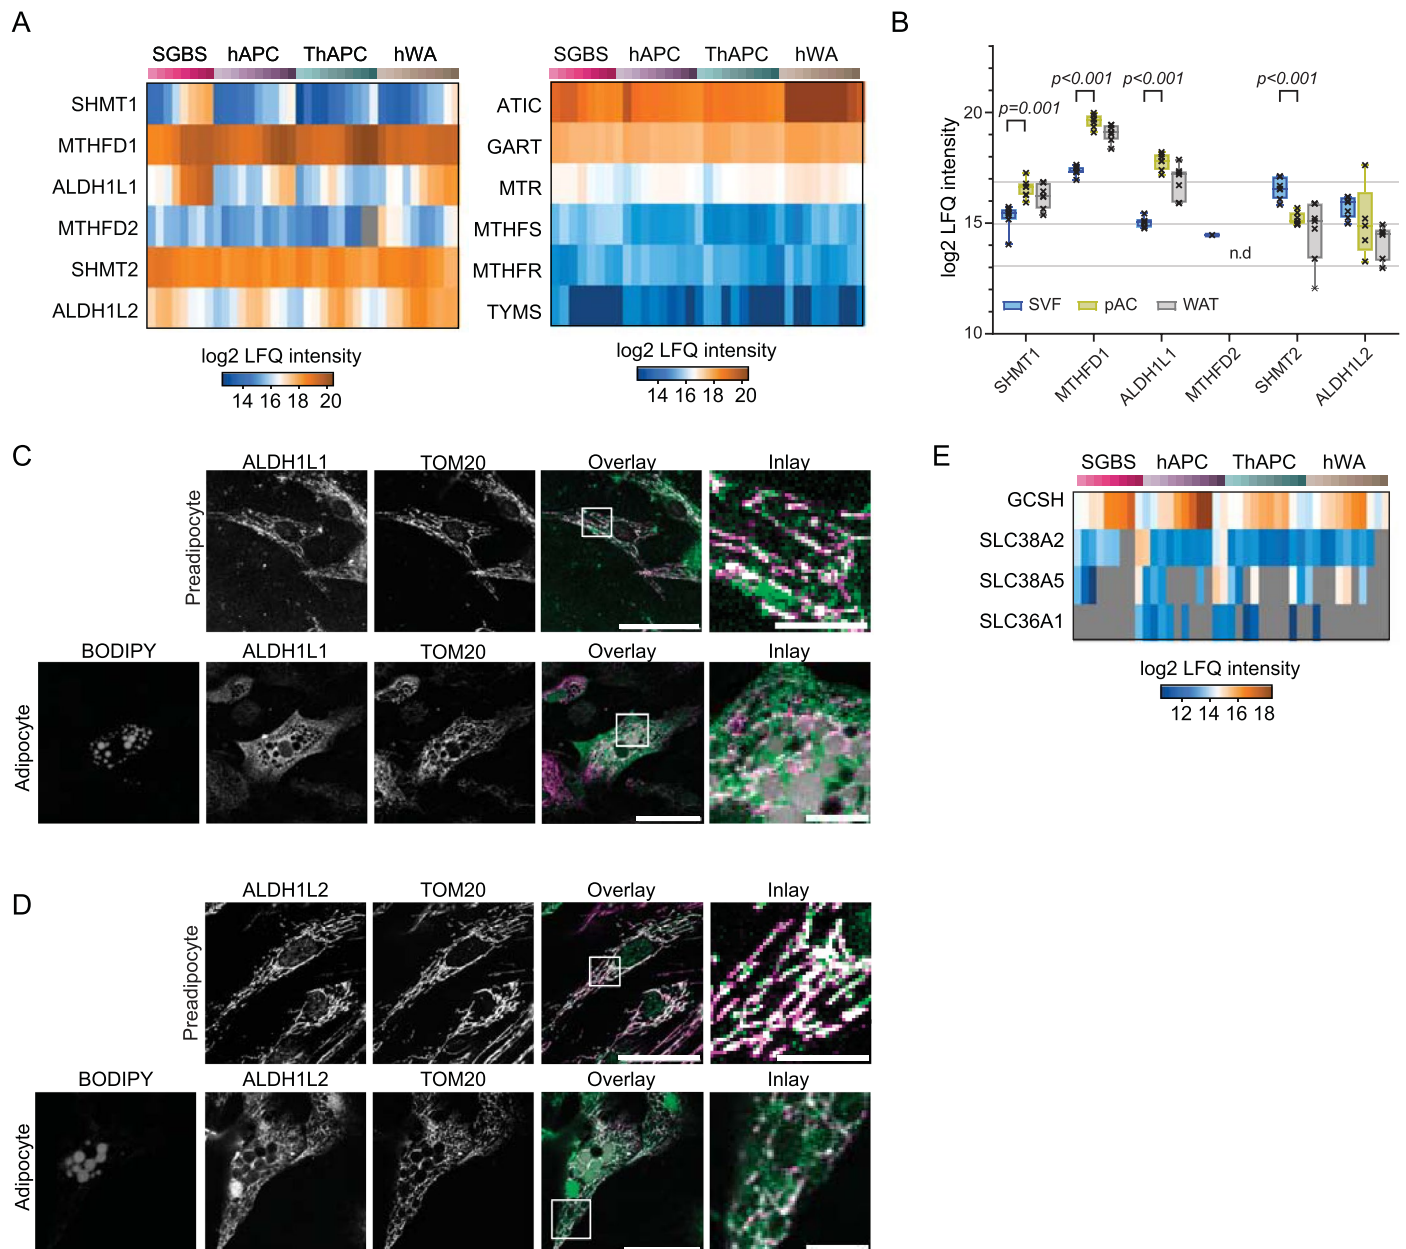 A
SGBS hAPC ThAPC hWA
SHMT1
MTHFD1
ALDH1L1
MTHFD2
SHMT2
ALDH1L2
log2 LFQ intensity
14 16 18 20
SGBS hAPC ThAPC hWA
ATIC
GART
MTR
MTHFS
MTHFR
TYMS
log2 LFQ intensity
14 16 18 20
B
log2 LFQ intensity
20
15
10
p=0.001
p<0.001
p<0.001
p<0.001
n.d
SVF pAC WAT
SHMT1
MTHFD1
ALDH1L1
MTHFD2
SHMT2
ALDH1L2
C
ALDH1L1 TOM20 Overlay Inlay
Preadipocyte
BODIPY ALDH1L1 TOM20 Overlay Inlay
Adipocyte
D
ALDH1L2 TOM20 Overlay Inlay
Preadipocyte
BODIPY ALDH1L2 TOM20 Overlay Inlay
Adipocyte
E
SGBS hAPC ThAPC hWA
GCSH
SLC38A2
SLC38A5
SLC36A1
log2 LFQ intensity
12 14 16 18